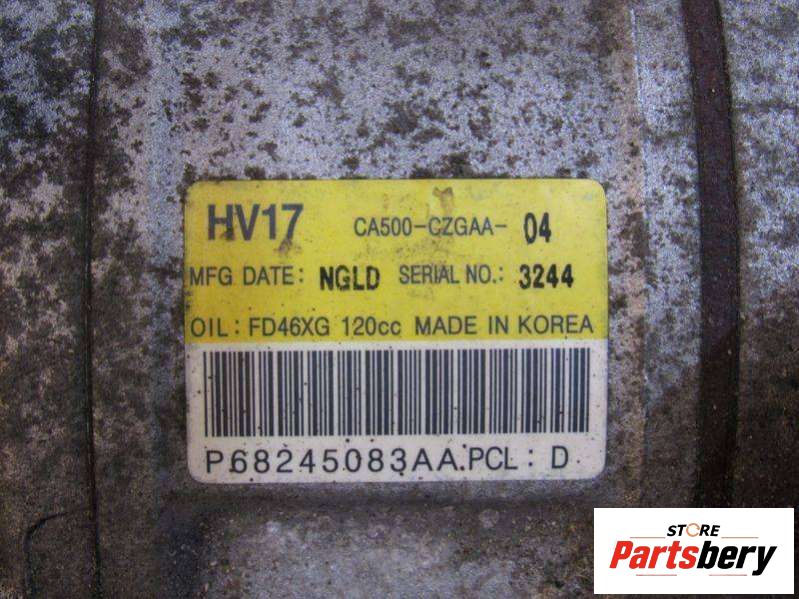 HV17 CA500-CZGAA- 04
MFG DATE: NGLD SERIAL NO.: 3244
OIL: FD46XG 120cc MADE IN KOREA
P68245083AA.PCL: D
STORE
Partsbery